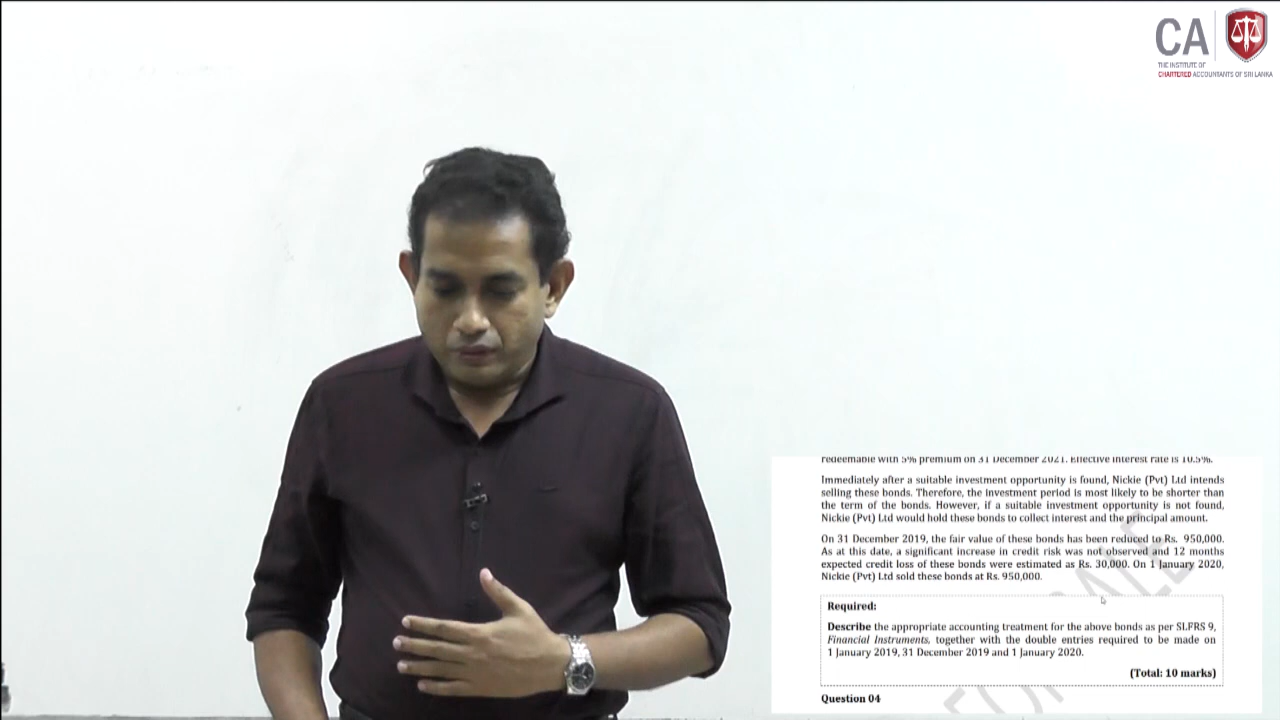 CA
THE INSTITUTE OF
CHARTERED ACCOUNTANTS OF SRI LANKA
redeemable with 5% premium on 31 December 2021. Effective interest rate is 10.5%.
Immediately after a suitable investment opportunity is found, Nickie (Pvt) Ltd intends
selling these bonds. Therefore, the investment period is most likely to be shorter than
the term of the bonds. However, if a suitable investment opportunity is not found,
Nickie (Pvt) Ltd would hold these bonds to collect interest and the principal amount.
On 31 December 2019, the fair value of these bonds has been reduced to Rs. 950,000.
As at this date, a significant increase in credit risk was not observed and 12 months
expected credit loss of these bonds were estimated as Rs. 30,000. On 1 January 2020,
Nickie (Pvt) Ltd sold these bonds at Rs. 950,000.
Required:
Describe the appropriate accounting treatment for the above bonds as per SLFRS 9,
Financial Instruments, together with the double entries required to be made on
1 January 2019, 31 December 2019 and 1 January 2020.
(Total: 10 marks)
Question 04